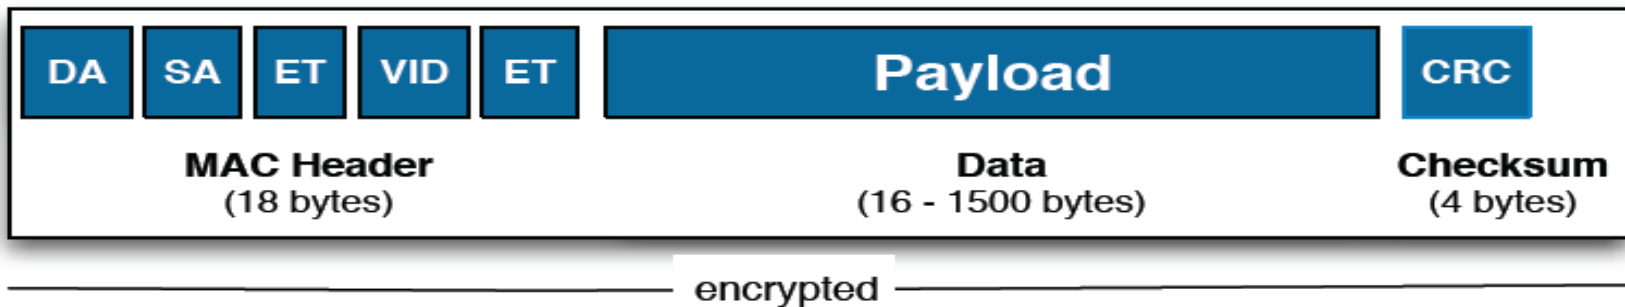 DA SA ET VID ET Payload CRC
MAC Header Data Checksum
(18 bytes) (16 - 1500 bytes) (4 bytes)
encrypted